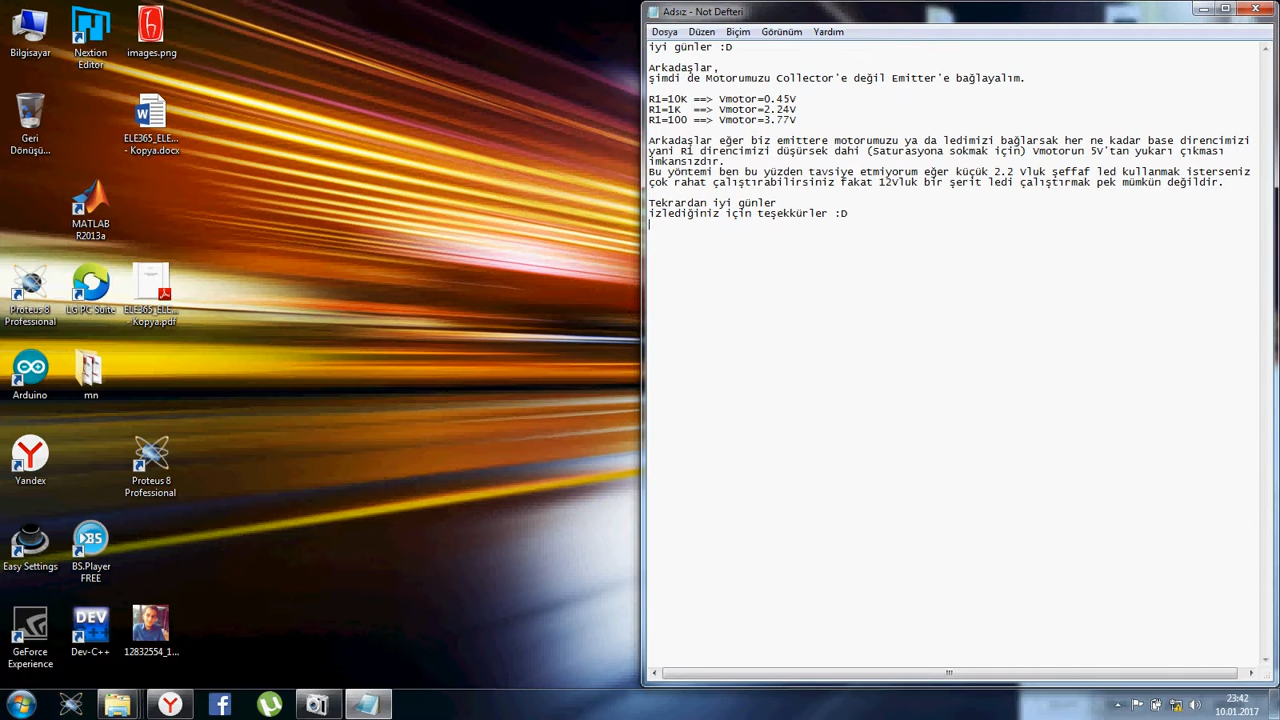 Adsız - Not Defteri
Dosya Düzen Biçim Görünüm Yardım
iyi günler :D
Arkadaşlar,
şimdi de Motorumuzu Collector'e değil Emitter'e bağlayalım.
R1=10K ==> Vmotor=0.45V
R1=1K ==> Vmotor=2.24V
R1=100 ==> Vmotor=3.77V
Arkadaşlar eğer biz emittere motorumuzu ya da ledimizi bağlarsak her ne kadar base direncimizi
yani R1 direncimizi düşürsek dahi (Saturasyona sokmak için) Vmotorun 5V'tan yukarı çıkması
imkansızdır.
Bu yöntemi ben bu yüzden tavsiye etmiyorum eğer küçük 2.2 Vluk şeffaf led kullanmak isterseniz
çok rahat çalıştırabilirsiniz fakat 12Vluk bir şerit ledi çalıştırmak pek mümkün değildir.
Tekrardan iyi günler
izlediğiniz için teşekkürler :D
Bilgisayar
Nextion
Editor
images.png
Geri
Dönüşü...
ELE365_ELE...
- Kopya.docx
MATLAB
R2013a
Proteus 8
Professional
LG PC Suite
ELE365_ELE...
- Kopya.pdf
Arduino
mn
Yandex
Proteus 8
Professional
Easy Settings
BS.Player
FREE
GeForce
Experience
DEV
Dev-C++
12832554_1...
23:42
10.01.2017